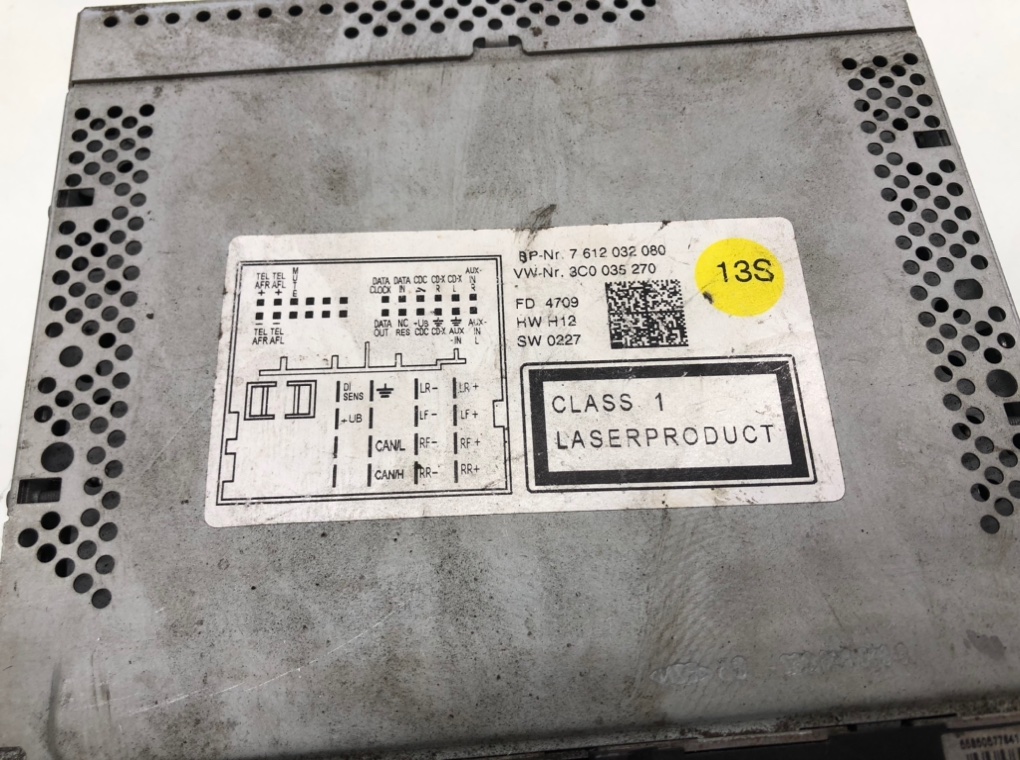 BP-Nr. 7 612 032 080
VW-Nr. 3C0 035 270
FD 4709
HW H12
SW 0227
13S
CLASS 1
LASERPRODUCT
TEL TEL MUTE
AFR AFL
+ +
− −
TEL TEL
AFR AFL
DATA DATA CDC CD-X CD-X AUX-
CLOCK IN R L IN
R
DATA NC +UB AUX-
OUT RES CDC CD-X AUX IN
-IN L
DI SENS LR− LR+
+UB LF− LF+
CAN/L RF− RF+
CAN/H RR− RR+